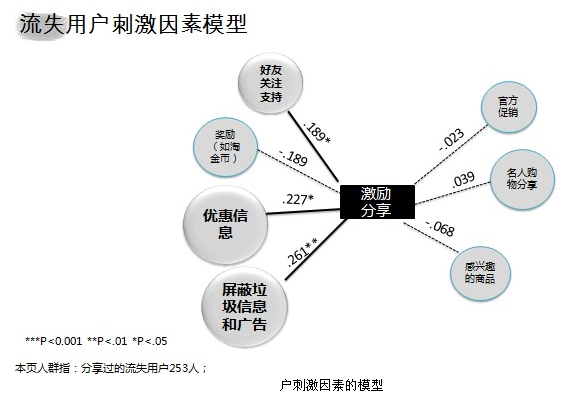 流失用户刺激因素模型
好友
关注
支持
奖励
（如淘
金币）
优惠信
息
屏蔽垃
圾信息
和广告
.189*
-.189
.227*
.261**
激励
分享
-.023
.039
-.068
官方
促销
名人购
物分享
感兴趣
的商品
***P<0.001 **P<.01 *P<.05
本页人群指：分享过的流失用户253人；
户刺激因素的模型